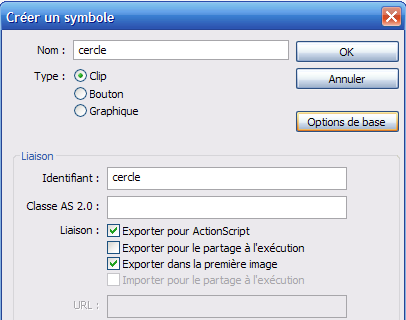 Créer un symbole
Nom : cercle OK
Type : Clip Annuler
Bouton
Graphique
Options de base
Liaison
Identifiant : cercle
Classe AS 2.0 :
Liaison : Exporter pour ActionScript
Exporter pour le partage à l'exécution
Exporter dans la première image
Importer pour le partage à l'exécution
URL :